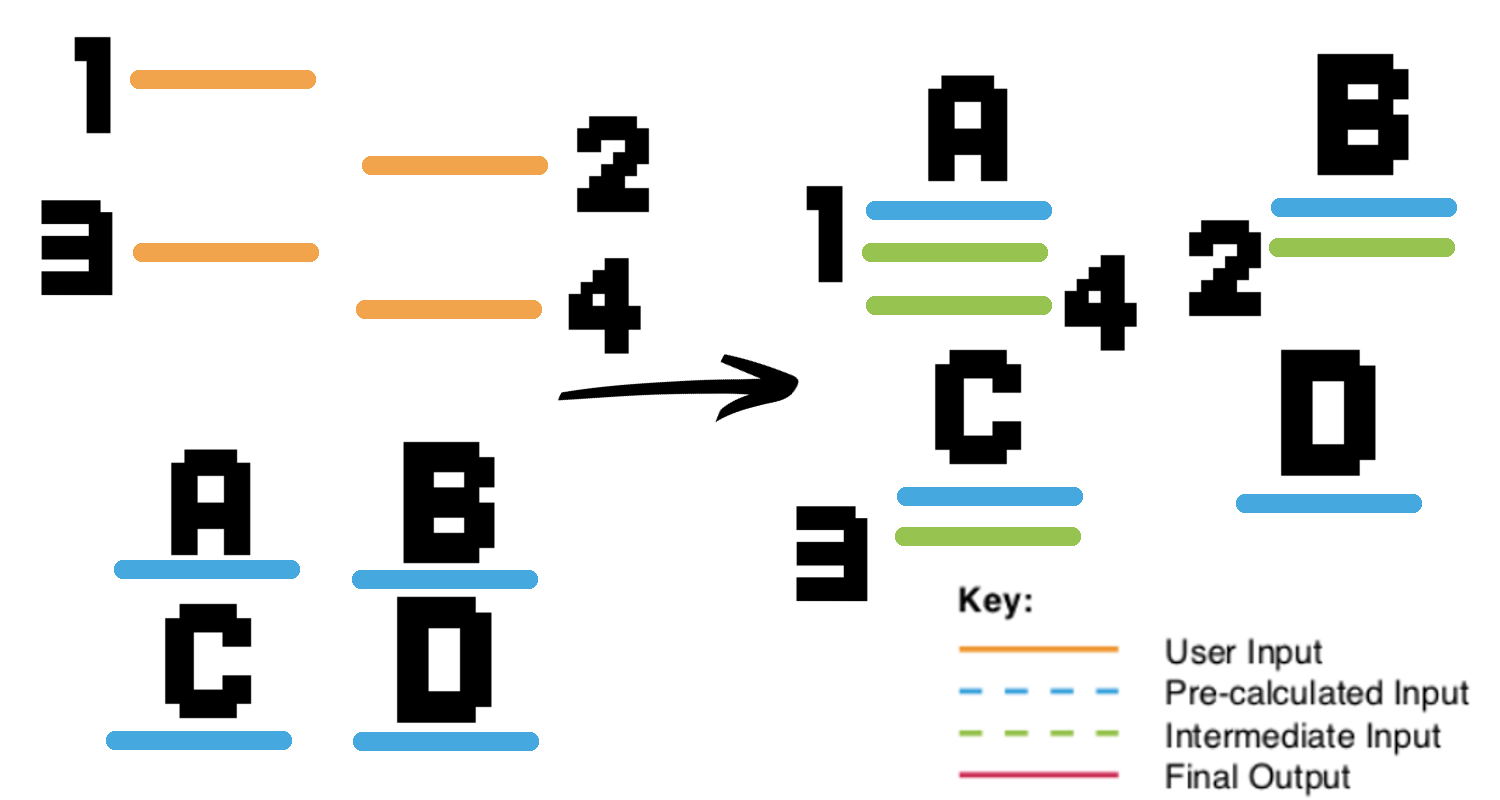 1
2
3
4
A B
C D
A
B
1
4
2
C
D
3
Key:
User Input
Pre-calculated Input
Intermediate Input
Final Output